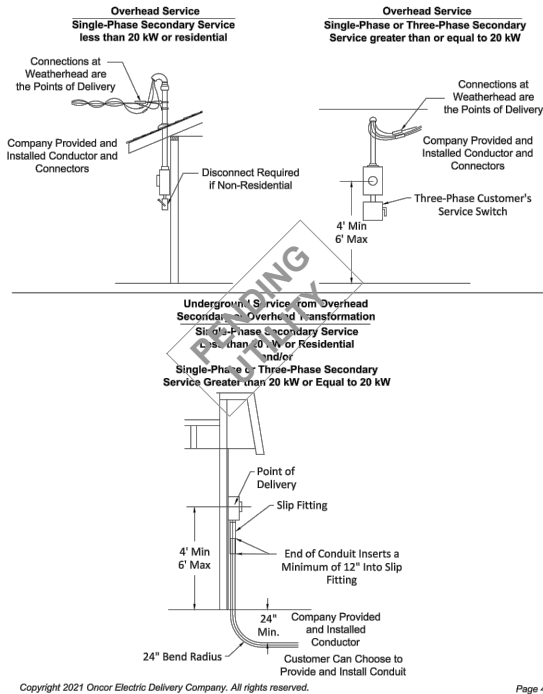 Overhead Service
Single-Phase Secondary Service
less than 20 kW or residential
Connections at
Weatherhead are
the Points of Delivery
Company Provided and
Installed Conductor and
Connectors
Disconnect Required
if Non-Residential
Overhead Service
Single-Phase or Three-Phase Secondary
Service greater than or equal to 20 kW
Connections at
Weatherhead are
the Points of Delivery
Company Provided and
Installed Conductor and
Connectors
Three-Phase Customer's
Service Switch
4' Min
6' Max
PENDING
UTILITY
Underground Service from Overhead
Secondary or Overhead Transformation
Single-Phase Secondary Service
Less than 20 kW or Residential
and/or
Single-Phase or Three-Phase Secondary
Service Greater than 20 kW or Equal to 20 kW
Point of
Delivery
Slip Fitting
4' Min
6' Max
End of Conduit Inserts a
Minimum of 12" Into Slip
Fitting
24"
Min.
Company Provided
and Installed
Conductor
24" Bend Radius
Customer Can Choose to
Provide and Install Conduit
Copyright 2021 Oncor Electric Delivery Company. All rights reserved.
Page 4